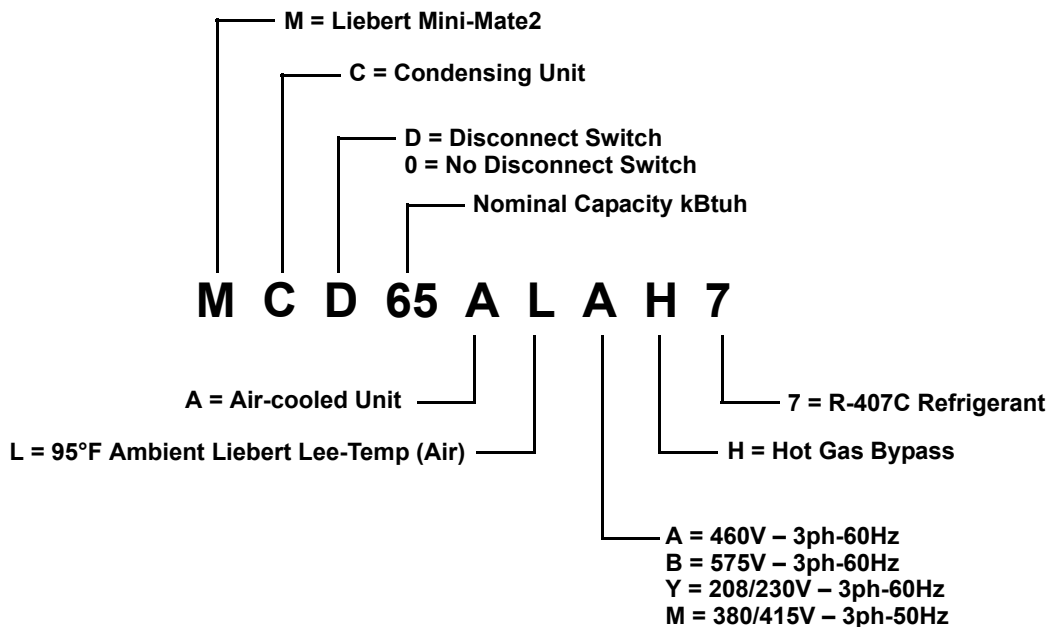 M = Liebert Mini-Mate2
C = Condensing Unit
D = Disconnect Switch
0 = No Disconnect Switch
Nominal Capacity kBtuh
M C D 65 A L A H 7
A = Air-cooled Unit
7 = R-407C Refrigerant
L = 95°F Ambient Liebert Lee-Temp (Air)
H = Hot Gas Bypass
A = 460V – 3ph-60Hz
B = 575V – 3ph-60Hz
Y = 208/230V – 3ph-60Hz
M = 380/415V – 3ph-50Hz